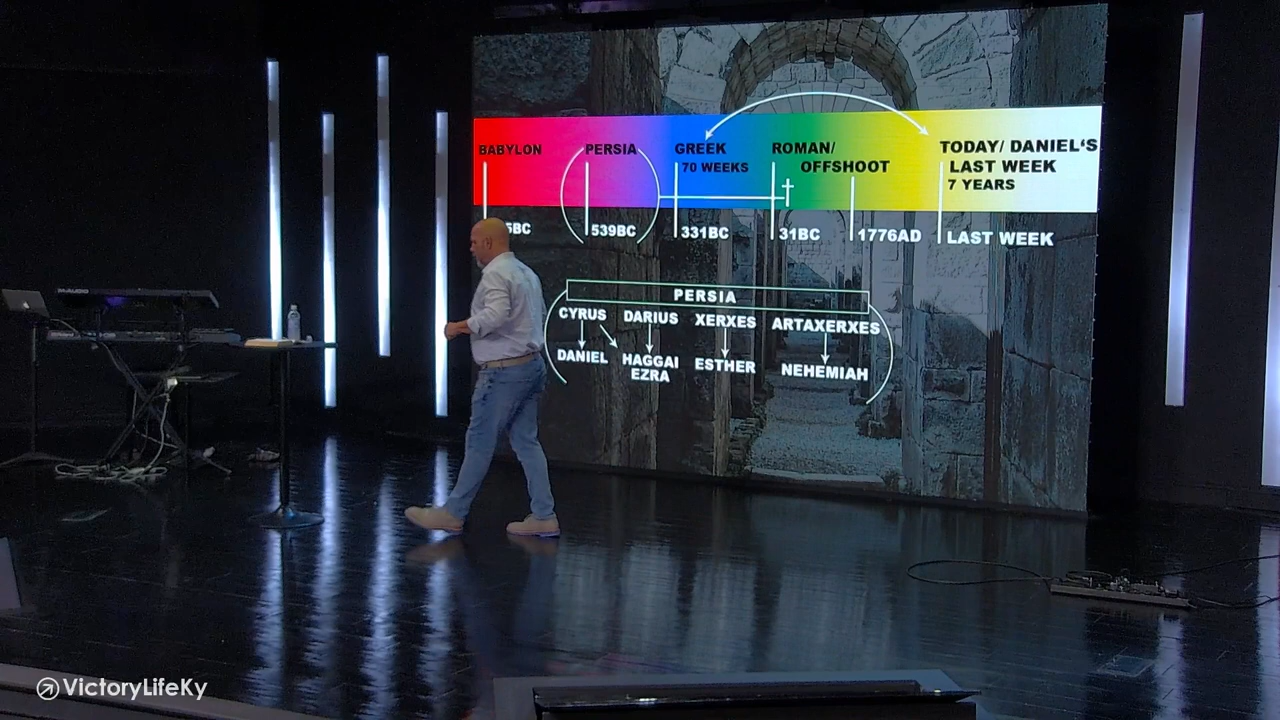 BABYLON
PERSIA
GREEK
70 WEEKS
ROMAN/
OFFSHOOT
TODAY/ DANIEL'S
LAST WEEK
7 YEARS
539BC
331BC
31BC
1776AD
LAST WEEK
PERSIA
CYRUS DARIUS XERXES ARTAXERXES
DANIEL HAGGAI ESTHER NEHEMIAH
EZRA
M-AUDIO
VictoryLifeKy